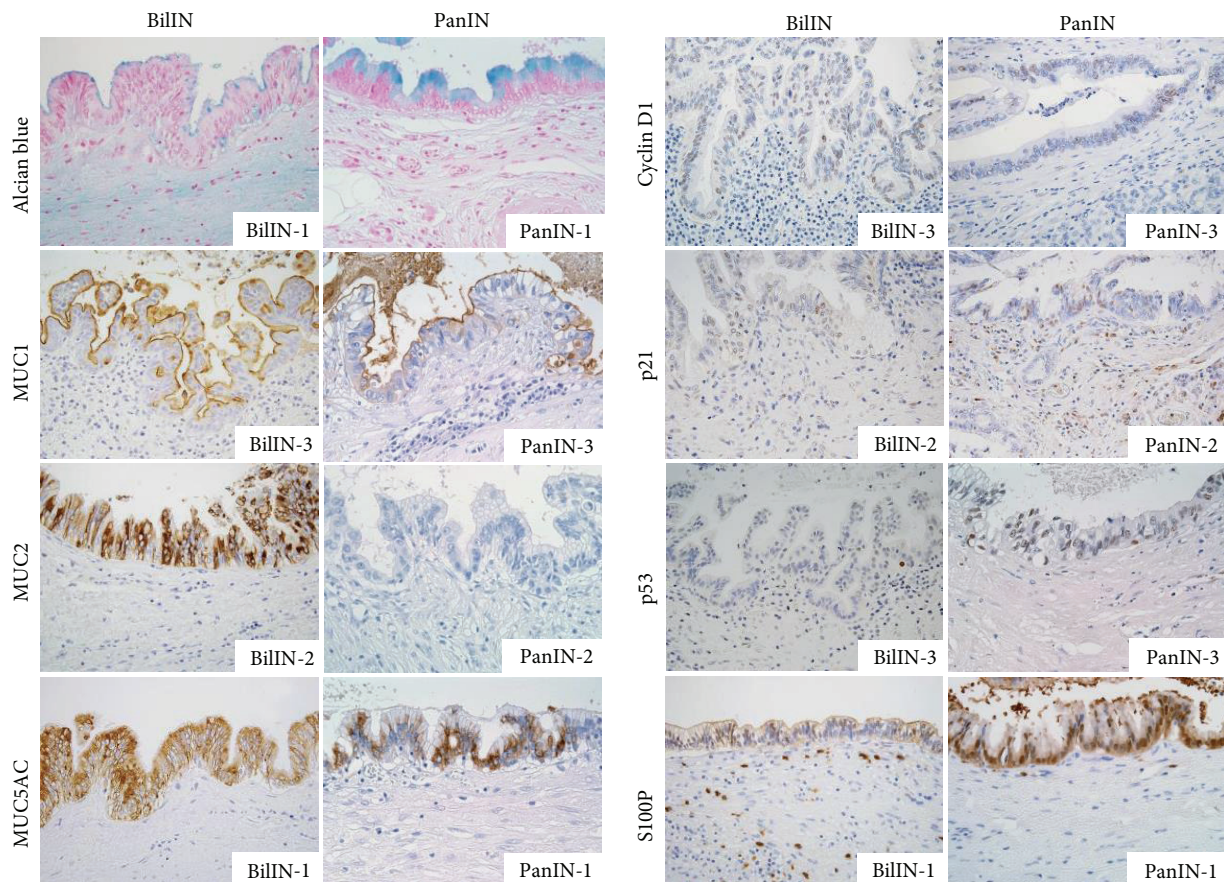 BilIN
PanIN
Alcian blue
BilIN-1
PanIN-1
MUC1
BilIN-3
PanIN-3
MUC2
BilIN-2
PanIN-2
MUC5AC
BilIN-1
PanIN-1
BilIN
PanIN
Cyclin D1
BilIN-3
PanIN-3
p21
BilIN-2
PanIN-2
p53
BilIN-3
PanIN-3
S100P
BilIN-1
PanIN-1